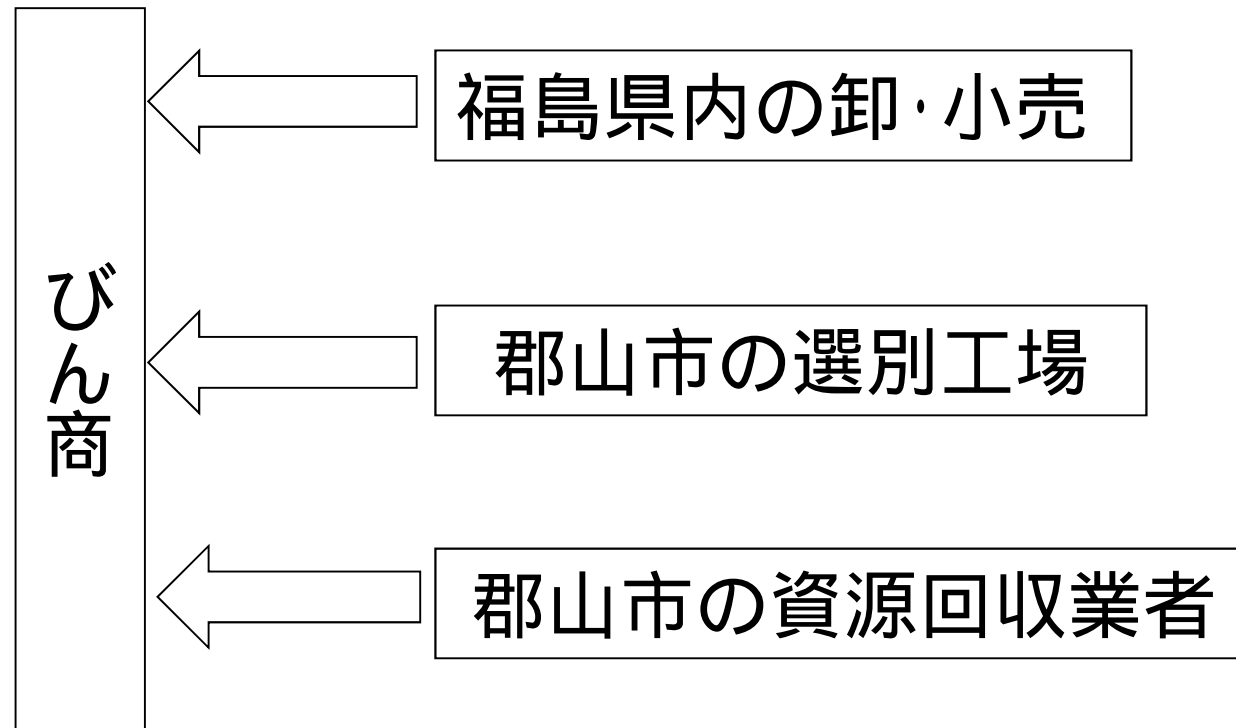 びん商
福島県内の卸・小売
郡山市の選別工場
郡山市の資源回収業者